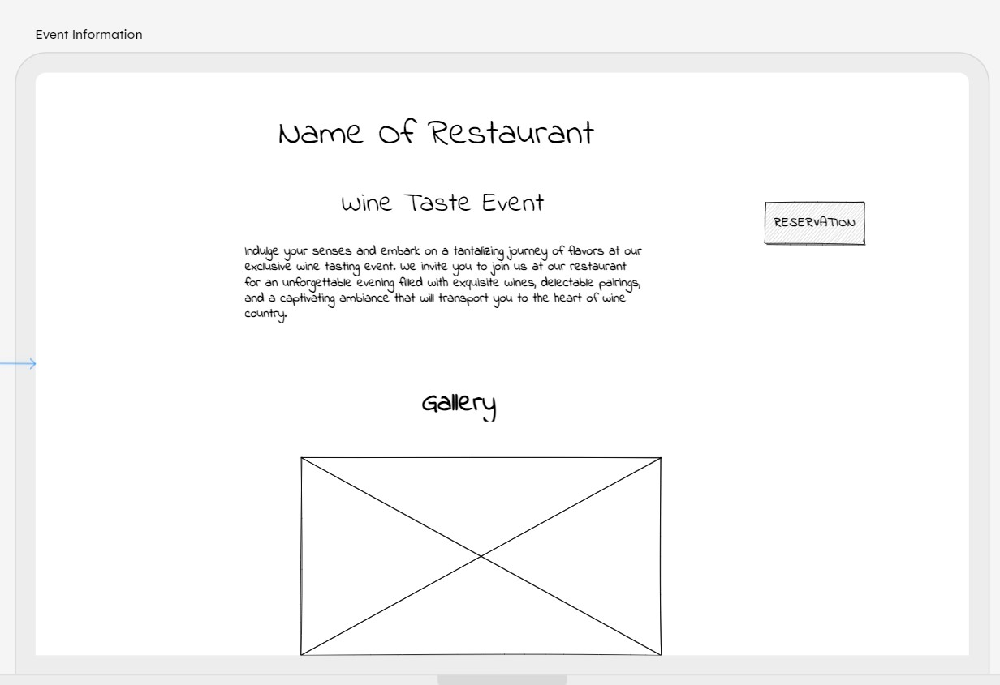 Event Information
Name Of Restaurant
Wine Taste Event
RESERVATION
Indulge your senses and embark on a tantalizing journey of flavors at our
exclusive wine tasting event. We invite you to join us at our restaurant
for an unforgettable evening filled with exquisite wines, delectable pairings,
and a captivating ambiance that will transport you to the heart of wine
country.
Gallery